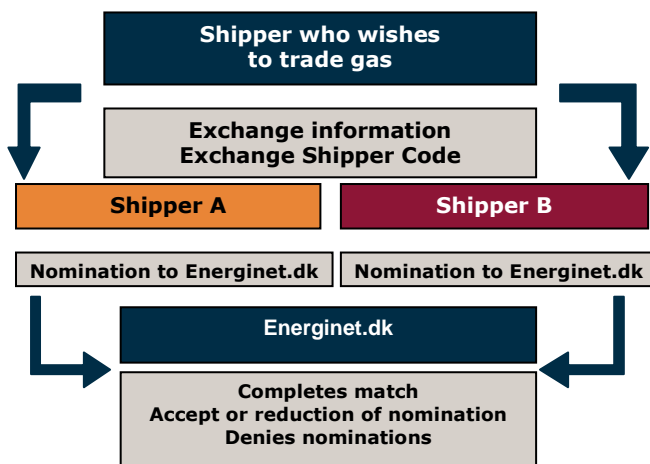 Shipper who wishes
to trade gas
Exchange information
Exchange Shipper Code
Shipper A
Shipper B
Nomination to Energinet.dk
Nomination to Energinet.dk
Energinet.dk
Completes match
Accept or reduction of nomination
Denies nominations